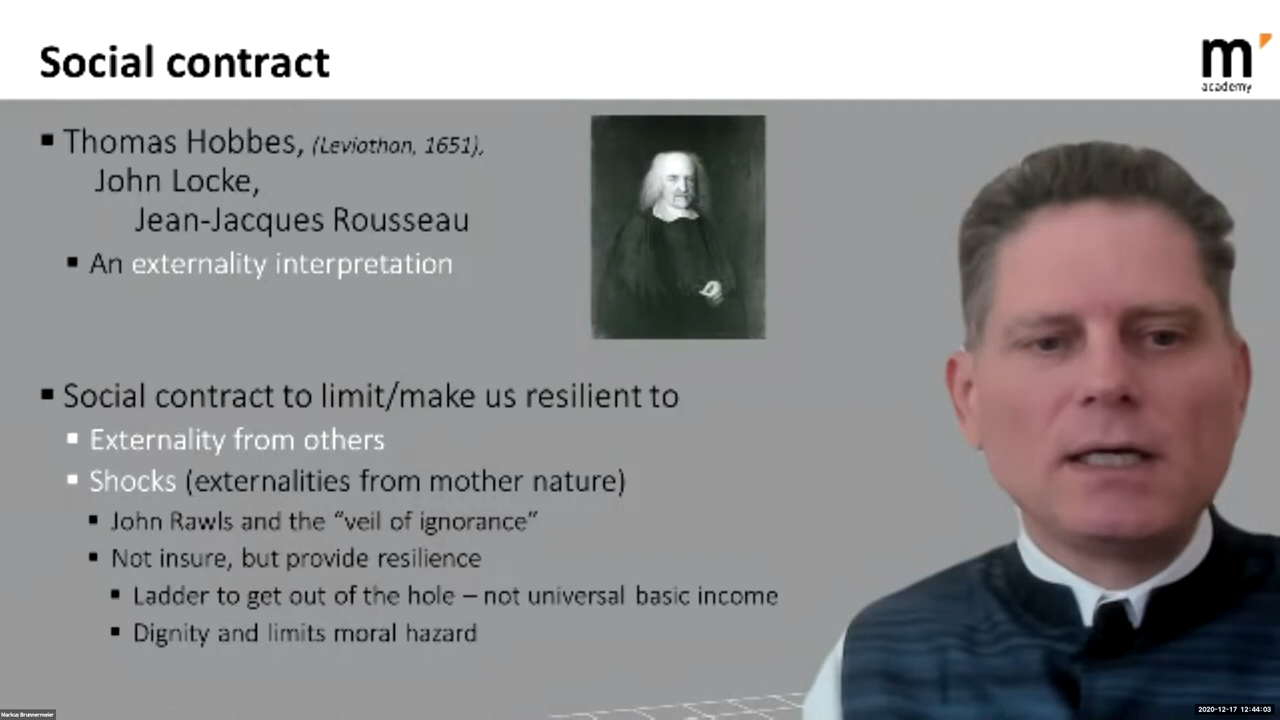 Social contract
m'
academy
Thomas Hobbes, (Leviathan, 1651),
John Locke,
Jean-Jacques Rousseau
An externality interpretation
Social contract to limit/make us resilient to
Externality from others
Shocks (externalities from mother nature)
John Rawls and the “veil of ignorance”
Not insure, but provide resilience
Ladder to get out of the hole – not universal basic income
Dignity and limits moral hazard
Markus Brunnermeier
2020-12-17 12:44:03